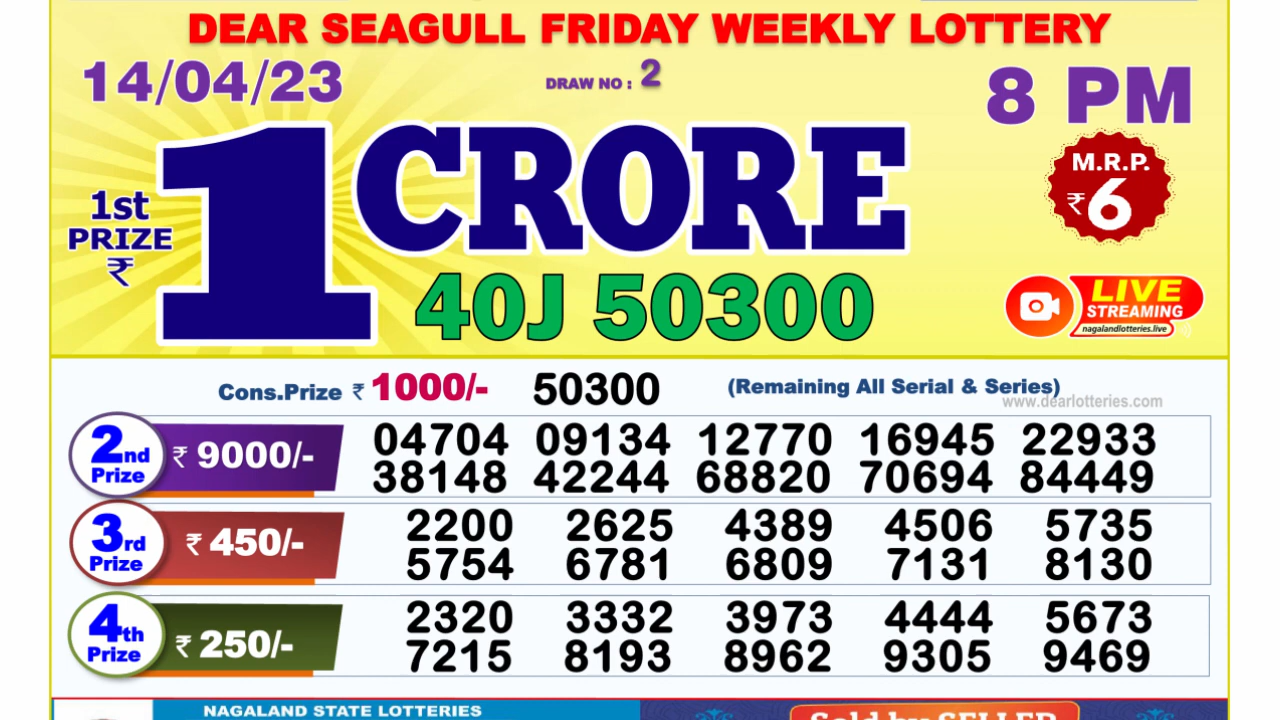 DEAR SEAGULL FRIDAY WEEKLY LOTTERY
14/04/23
DRAW NO : 2
8 PM
1st PRIZE ₹
1 CRORE
M.R.P.
₹ 6
40J 50300
LIVE
STREAMING
nagalandlotteries.live
Cons.Prize ₹ 1000/- 50300 (Remaining All Serial & Series)
www.dearlotteries.com
2nd Prize ₹ 9000/-
04704 09134 12770 16945 22933
38148 42244 68820 70694 84449
3rd Prize ₹ 450/-
2200 2625 4389 4506 5735
5754 6781 6809 7131 8130
4th Prize ₹ 250/-
2320 3332 3973 4444 5673
7215 8193 8962 9305 9469
NAGALAND STATE LOTTERIES
Sold by SELLER